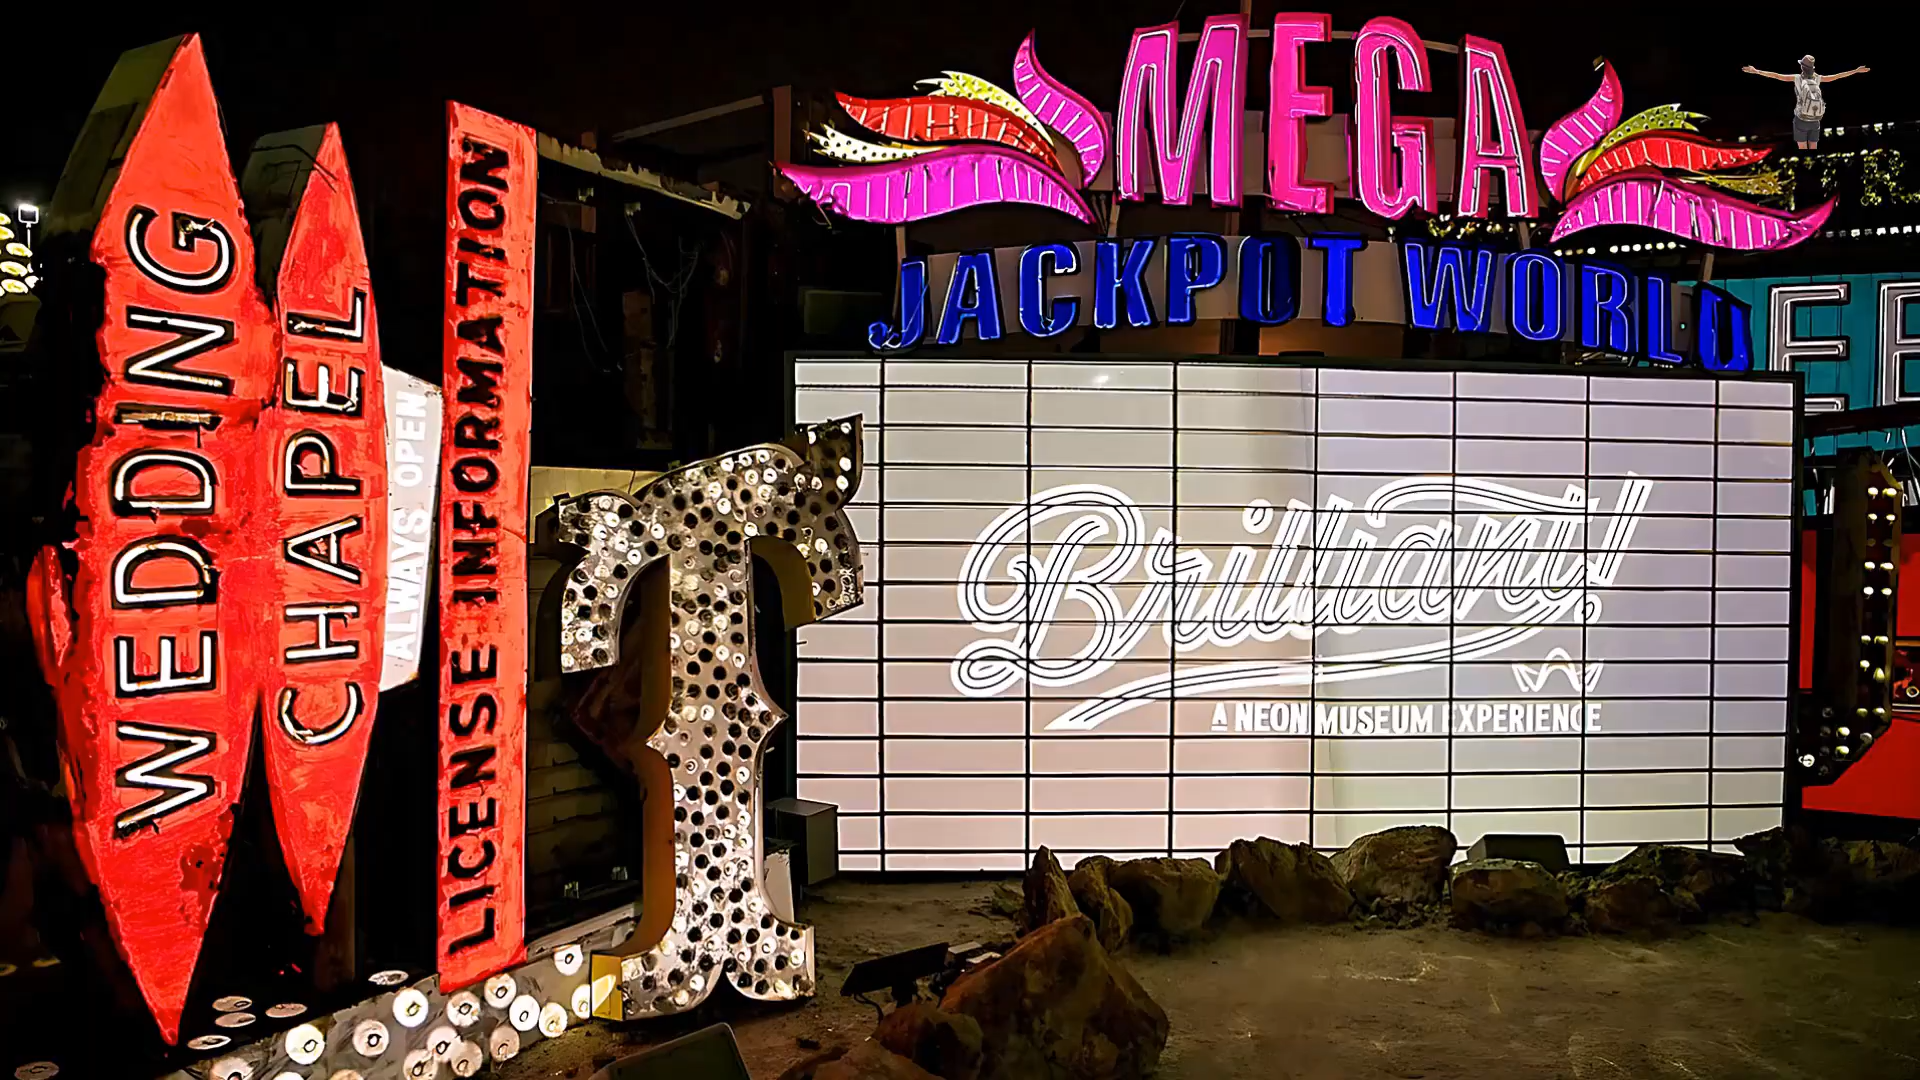 WEDDING
CHAPEL
ALWAYS OPEN
LICENSE INFORMATION
T
MEGA
JACKPOT WORLD
Brilliant!
A NEON MUSEUM EXPERIENCE